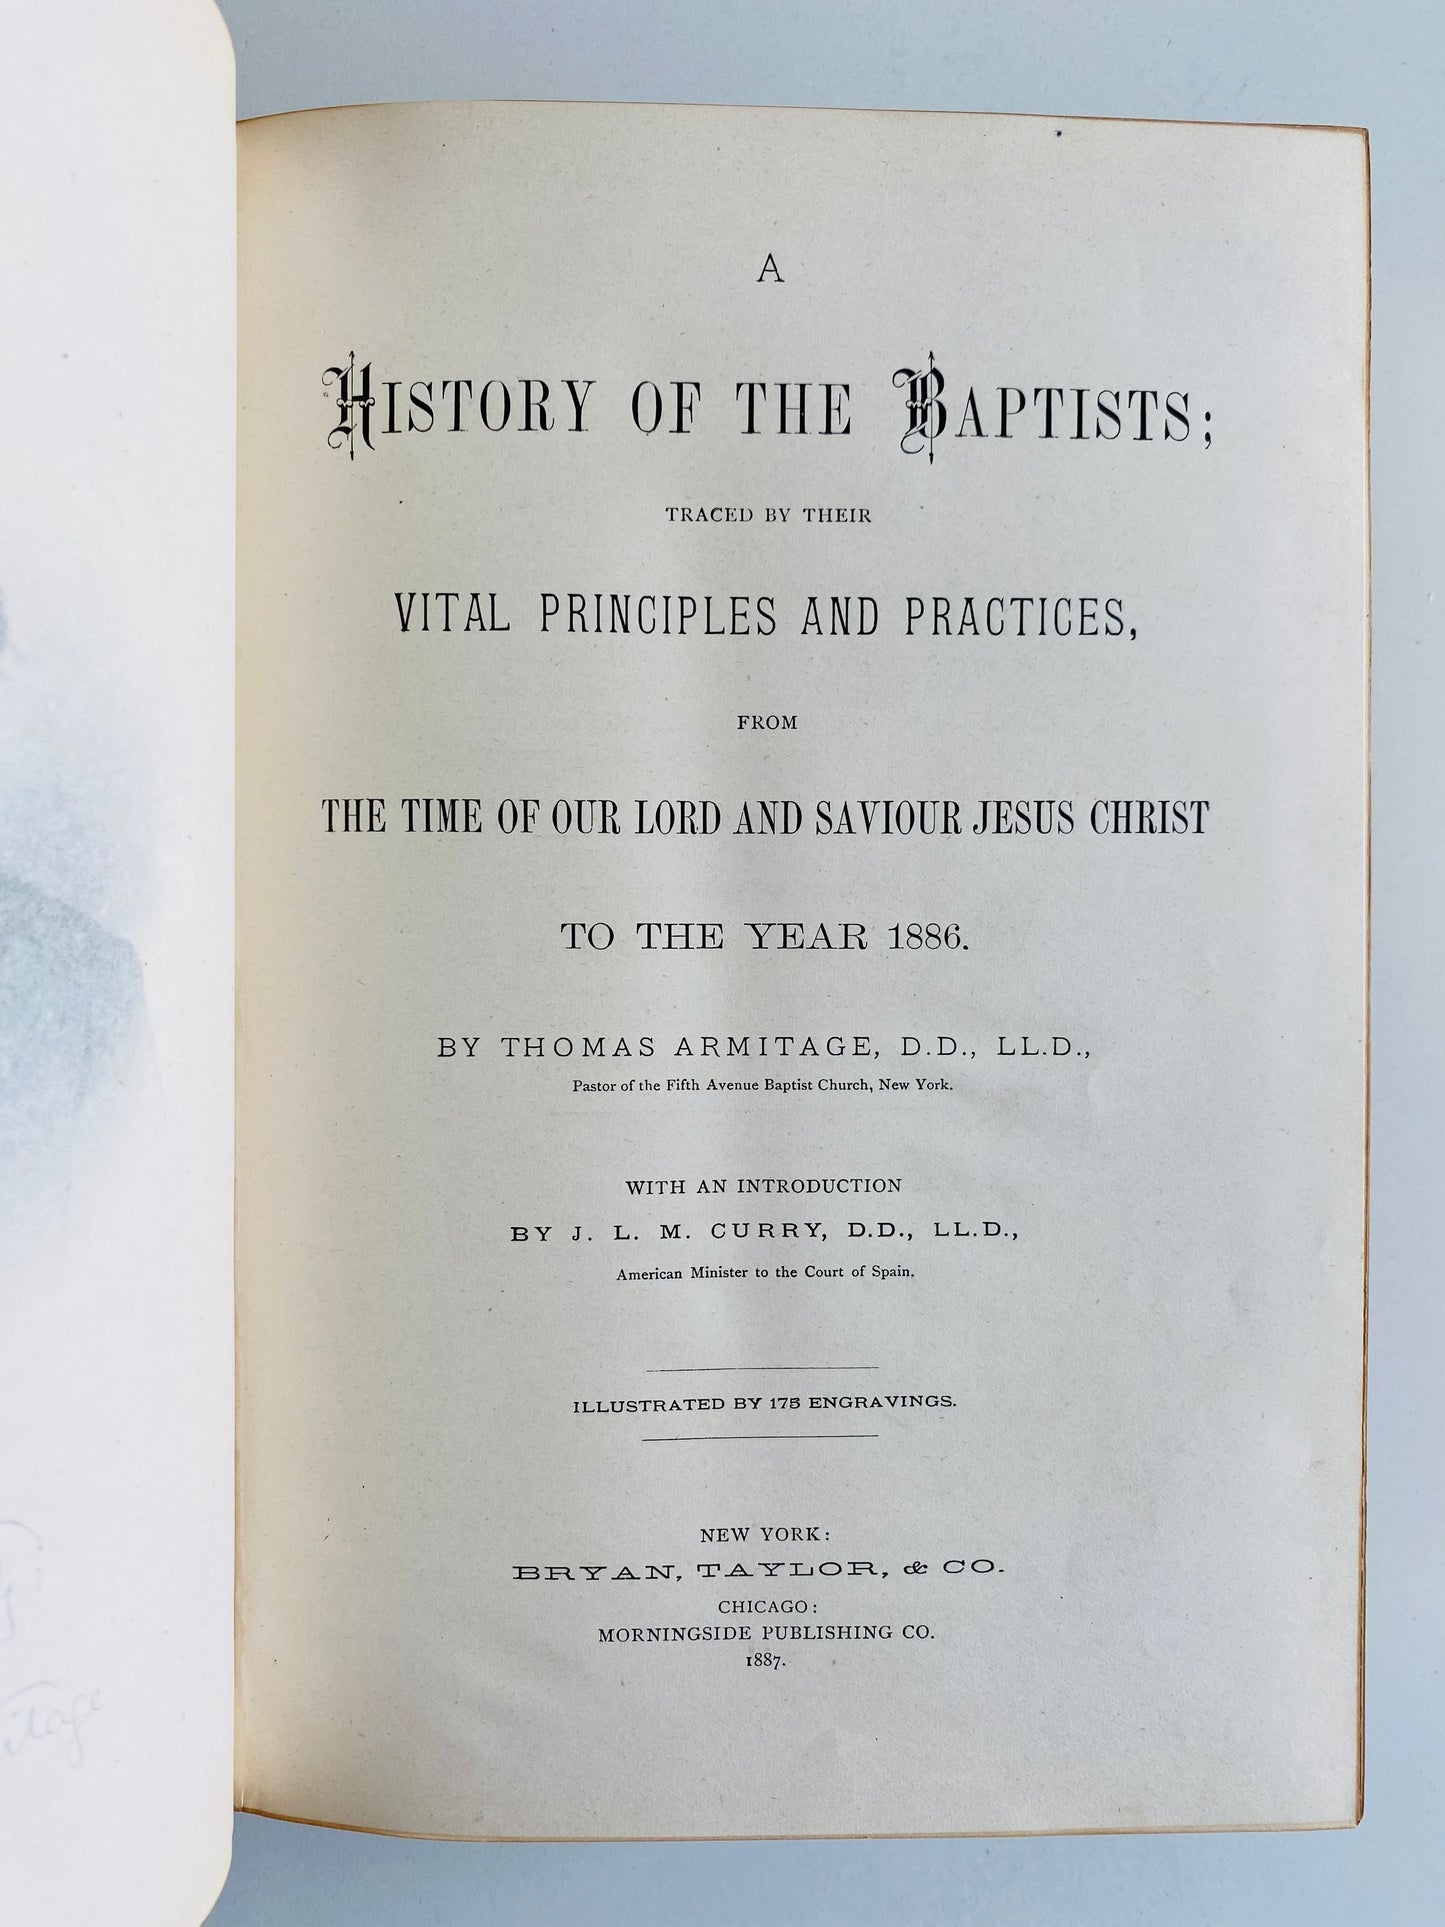 A
HISTORY OF THE BAPTISTS;
TRACED BY THEIR
VITAL PRINCIPLES AND PRACTICES,
FROM
THE TIME OF OUR LORD AND SAVIOUR JESUS CHRIST
TO THE YEAR 1886.
BY THOMAS ARMITAGE, D.D., LL.D.,
Pastor of the Fifth Avenue Baptist Church, New York.
WITH AN INTRODUCTION
BY J. L. M. CURRY, D.D., LL.D.,
American Minister to the Court of Spain.
ILLUSTRATED BY 175 ENGRAVINGS.
NEW YORK:
BRYAN, TAYLOR, & CO.
CHICAGO:
MORNINGSIDE PUBLISHING CO.
1887.